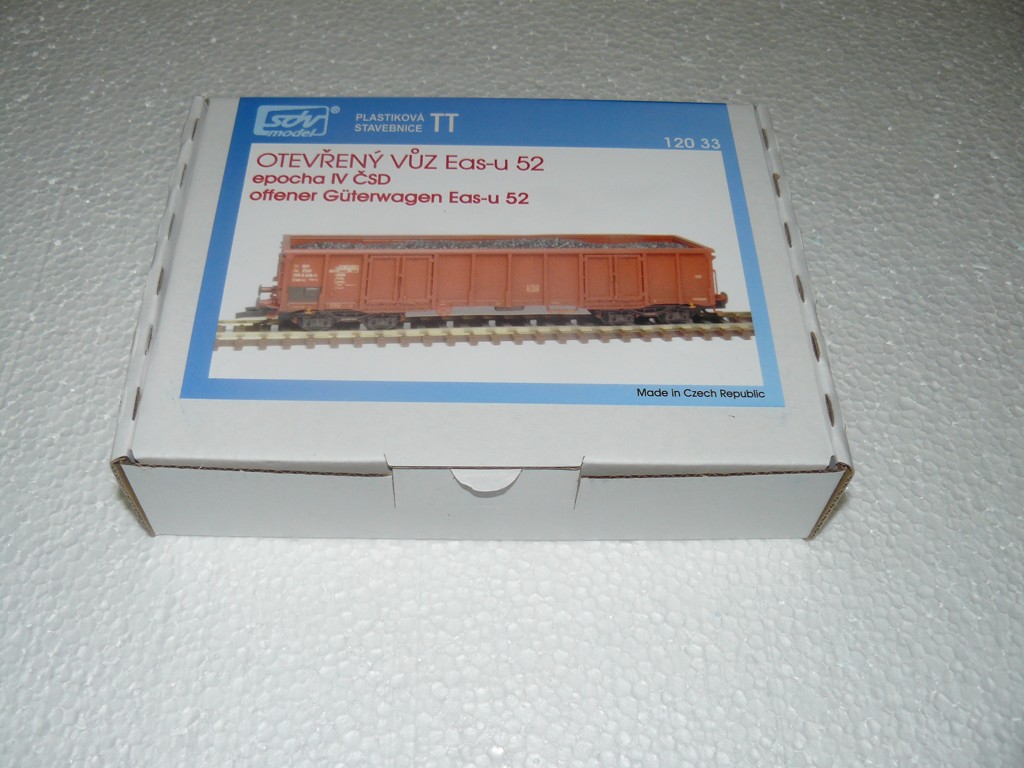 sdv model ®
PLASTIKOVÁ
STAVEBNICE TT
120 33
OTEVŘENÝ VŮZ Eas-u 52
epocha IV ČSD
offener Güterwagen Eas-u 52
Made in Czech Republic